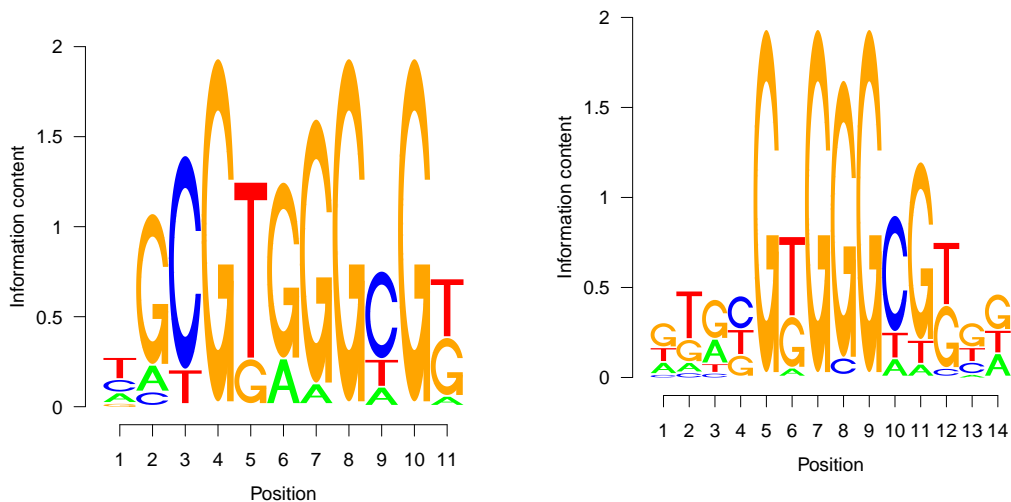 Information content
2
1.5
1
0.5
0
T C A G
G A C
C T
G
T G
G A
G A
G
C T A
G
T G A
1 2 3 4 5 6 7 8 9 10 11
Position
Information content
2
1.5
1
0.5
0
G T A C
T G A C
G A T C
C T G
G
T G A
G
G C
G
C T A
G T A
T G C
G T C A
G T A
1 2 3 4 5 6 7 8 9 10 11 12 13 14
Position